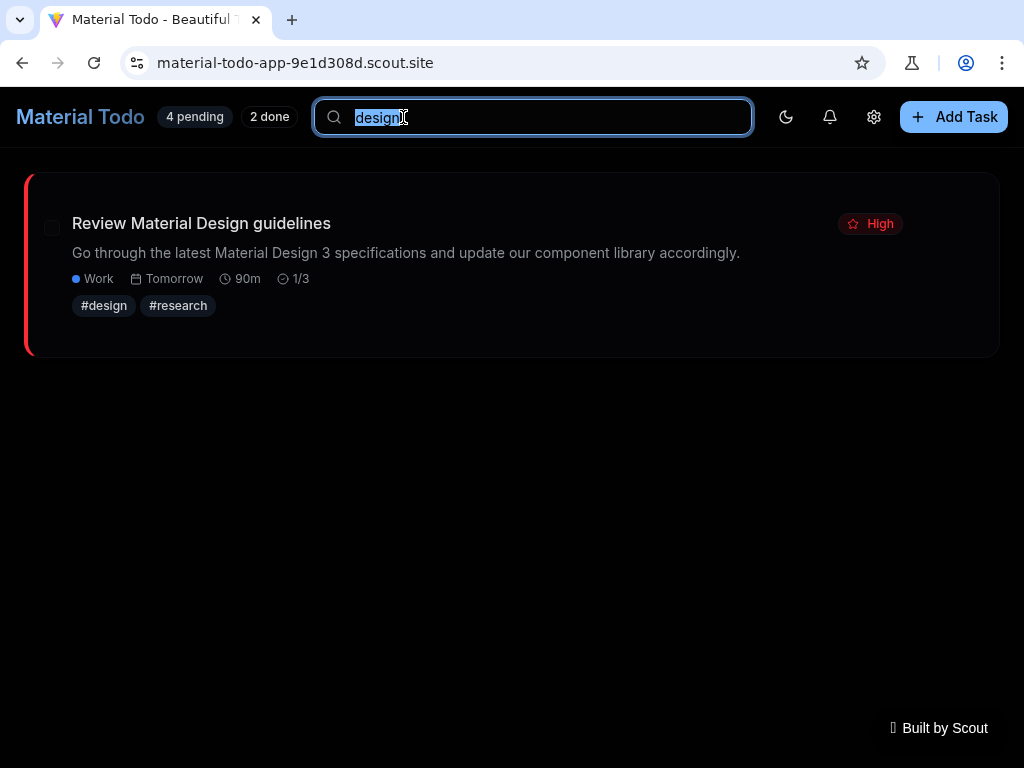 Material Todo - Beautiful
material-todo-app-9e1d308d.scout.site
Material Todo 4 pending 2 done design Add Task
Review Material Design guidelines High
Go through the latest Material Design 3 specifications and update our component library accordingly.
Work Tomorrow 90m 1/3
#design #research
Built by Scout